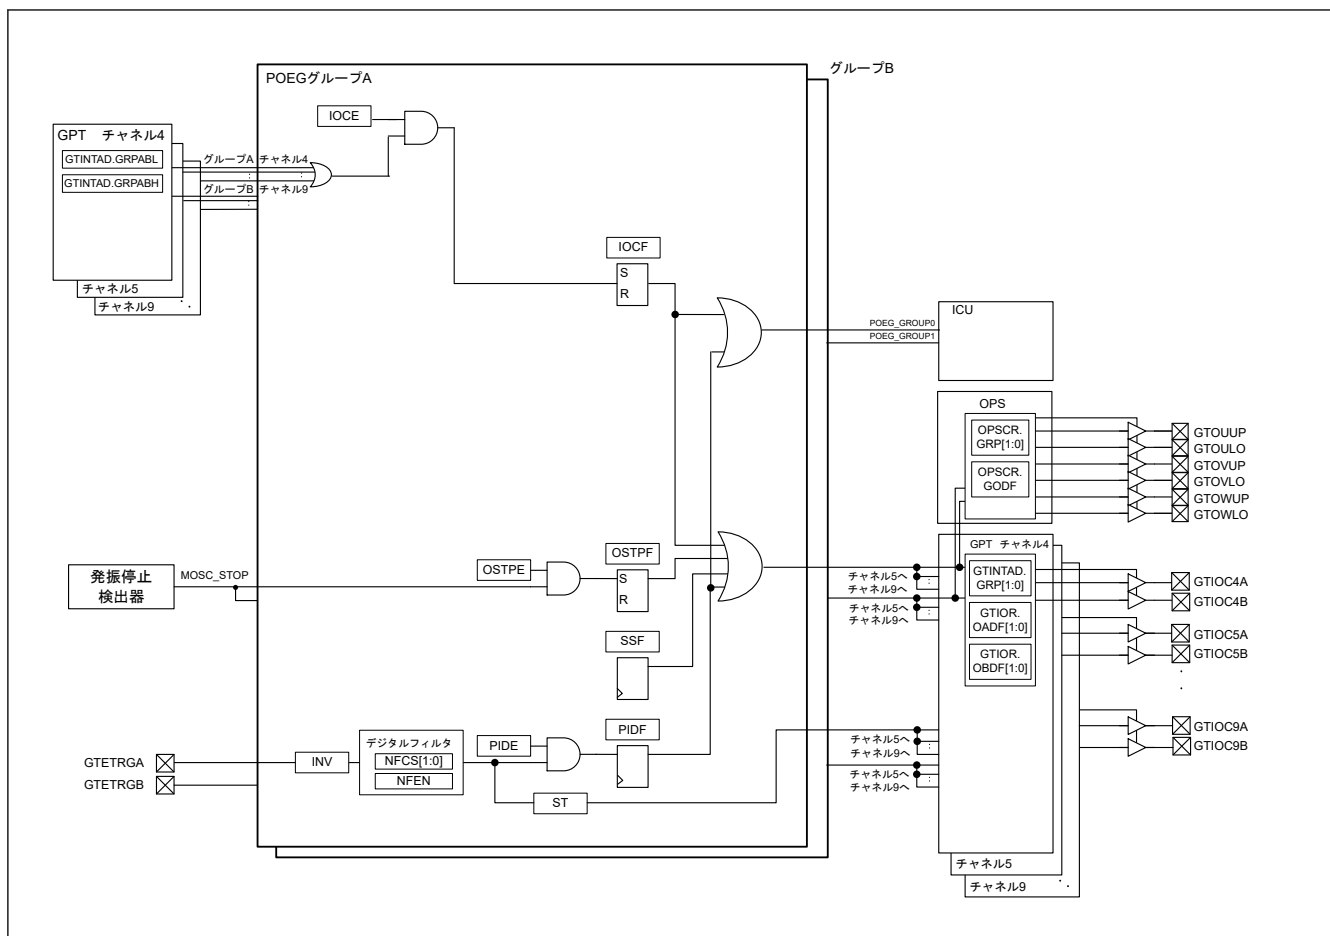 POEGグループA
グループB
IOCE
GPT チャネル4
GTINTAD.GRPABL
GTINTAD.GRPABH
チャネル5
チャネル9
グループA チャネル4
グループB チャネル9
IOCF
S
R
POEG_GROUP0
POEG_GROUP1
ICU
OPS
OPSCR.
GRP[1:0]
OPSCR.
GODF
GTOUUP
GTOULO
GTOVUP
GTOVLO
GTOWUP
GTOWLO
発振停止
検出器
MOSC_STOP
OSTPE
OSTPF
S
R
SSF
チャネル5へ
チャネル9へ
チャネル5へ
チャネル9へ
GPT チャネル4
GTINTAD.
GRP[1:0]
GTIOR.
OADF[1:0]
GTIOR.
OBDF[1:0]
GTIOC4A
GTIOC4B
GTIOC5A
GTIOC5B
GTIOC9A
GTIOC9B
GTETRGA
GTETRGB
INV
デジタルフィルタ
NFCS[1:0]
NFEN
PIDE
PIDF
ST
チャネル5へ
チャネル9へ
チャネル5へ
チャネル9へ
チャネル5
チャネル9